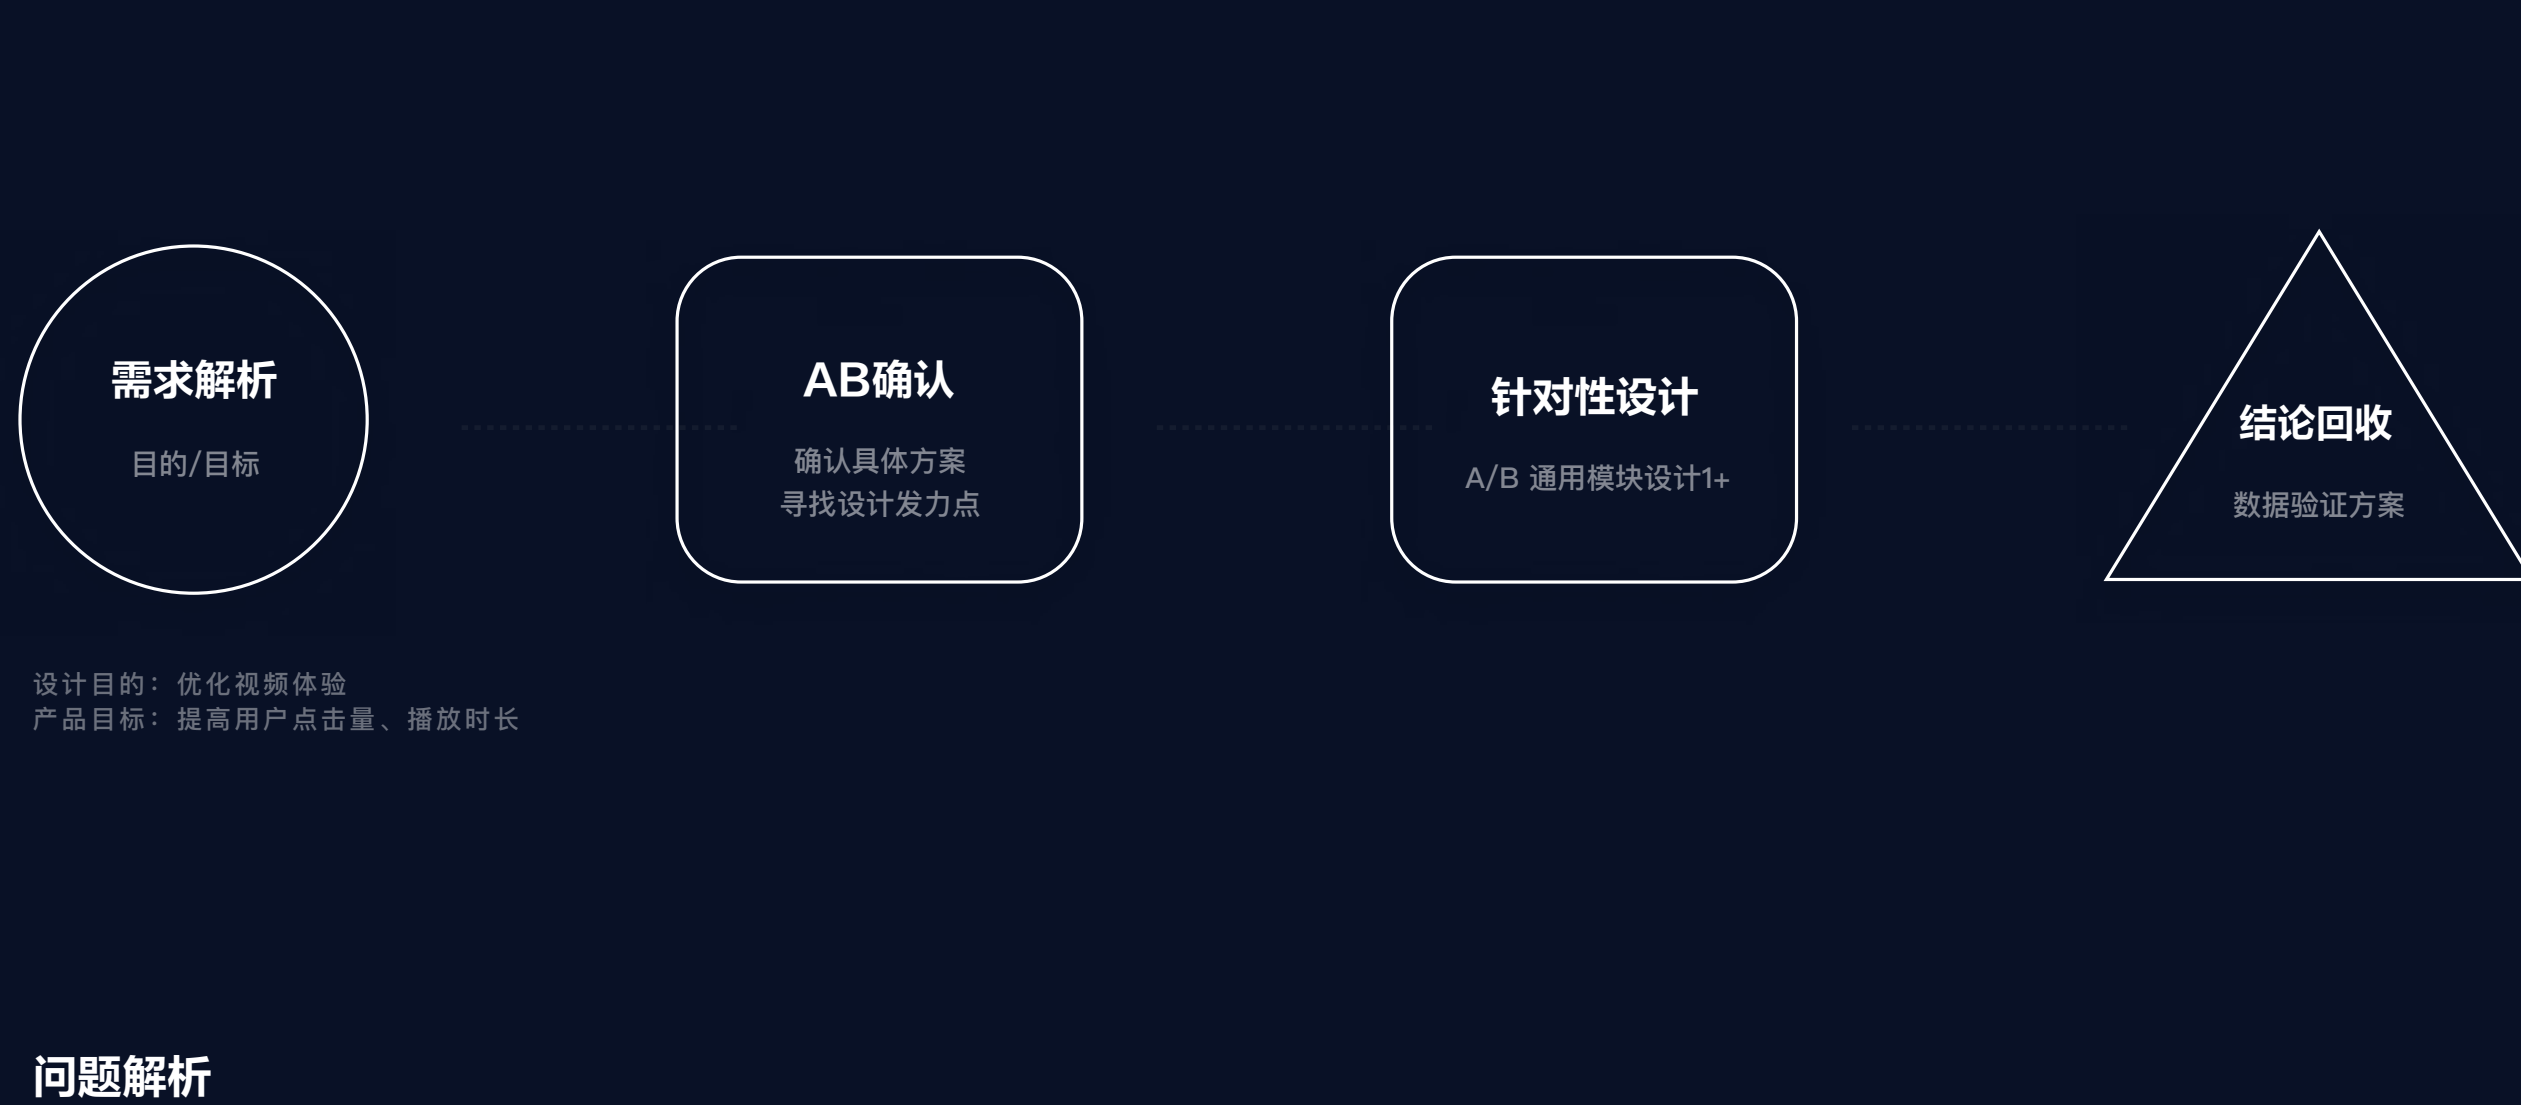 需求解析
目的/目标
AB确认
确认具体方案
寻找设计发力点
针对性设计
A/B 通用模块设计1+
结论回收
数据验证方案
设计目的：优化视频体验
产品目标：提高用户点击量、播放时长
问题解析